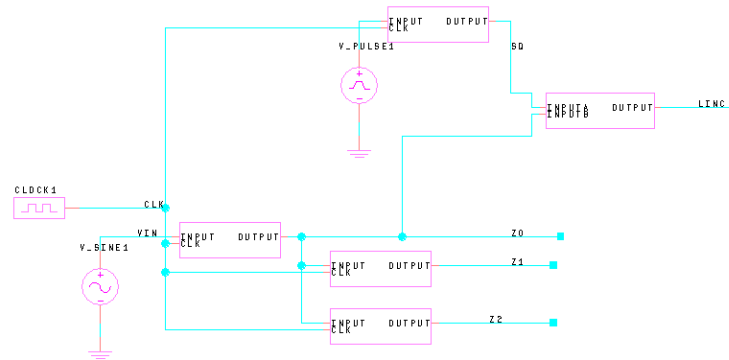 INPUT OUTPUT
CLK
V_PULSE1 SQ
INPUTA OUTPUT LINC
INPUTB
CLOCK1
CLK
VIN INPUT OUTPUT Z0
CLK
V_SINE1
INPUT OUTPUT Z1
CLK
INPUT OUTPUT Z2
CLK